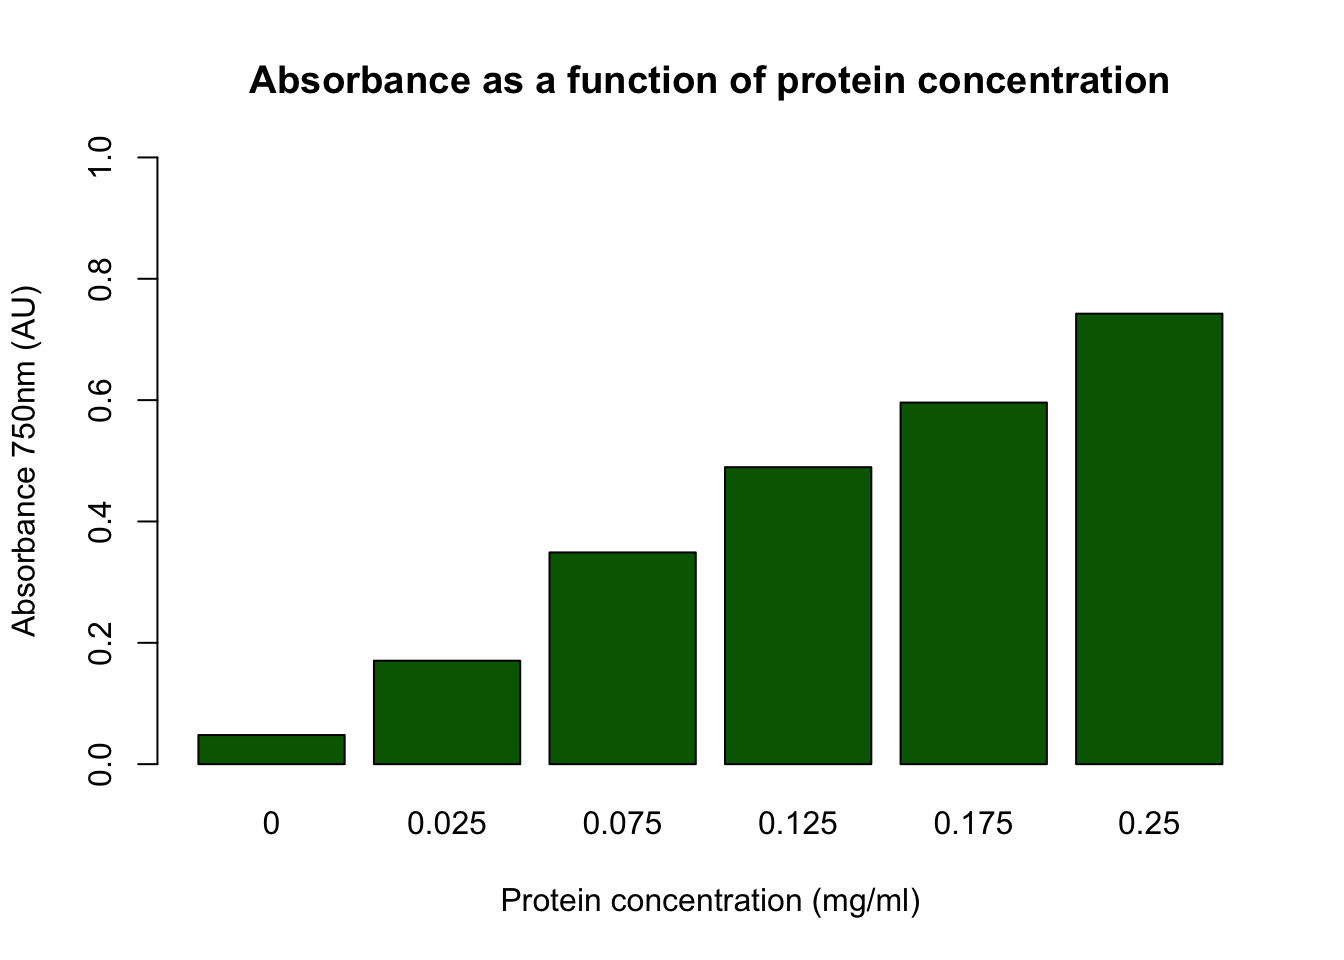 Absorbance as a function of protein concentration
1.0
0.8
0.6
0.4
0.2
0.0
Absorbance 750nm (AU)
0 0.025 0.075 0.125 0.175 0.25
Protein concentration (mg/ml)